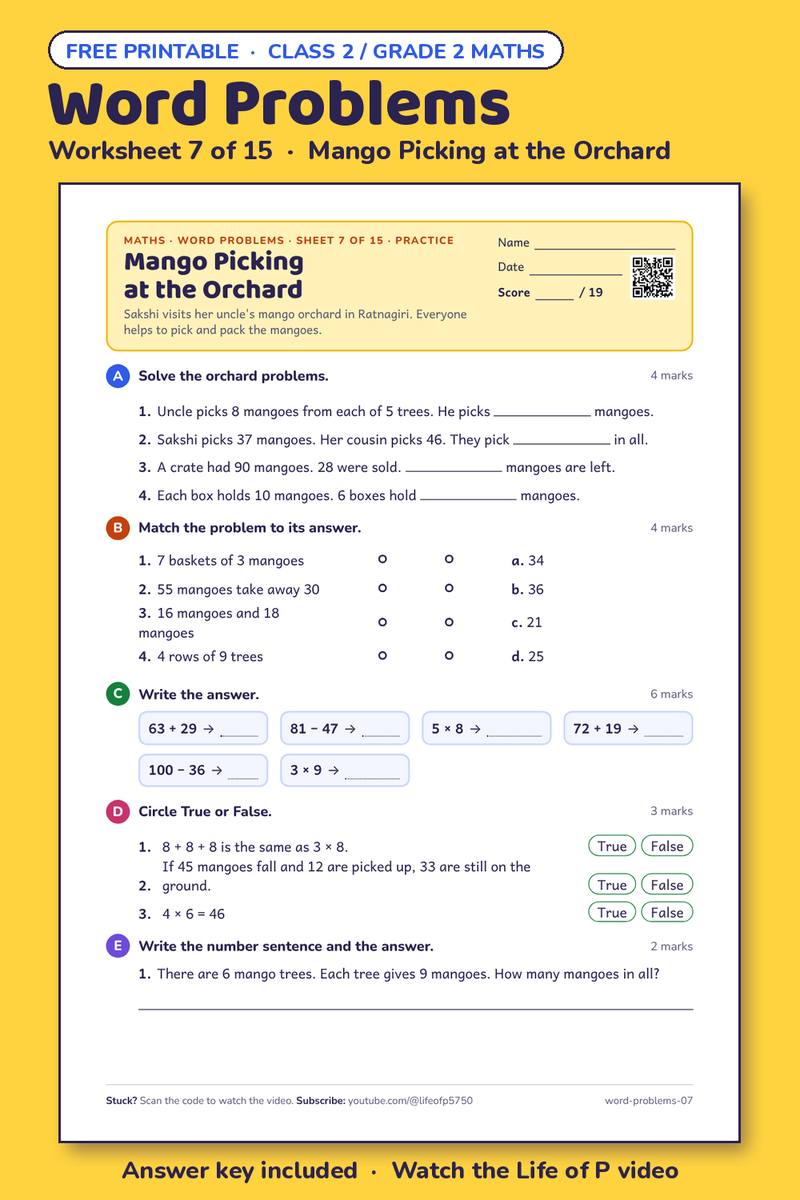 FREE PRINTABLE · CLASS 2 / GRADE 2 MATHS
Word Problems
Worksheet 7 of 15 · Mango Picking at the Orchard
MATHS · WORD PROBLEMS · SHEET 7 OF 15 · PRACTICE
Mango Picking
at the Orchard
Sakshi visits her uncle's mango orchard in Ratnagiri. Everyone
helps to pick and pack the mangoes.
Name ____________
Date ____________
Score ______ / 19
A Solve the orchard problems. 4 marks
1. Uncle picks 8 mangoes from each of 5 trees. He picks ____________ mangoes.
2. Sakshi picks 37 mangoes. Her cousin picks 46. They pick ____________ in all.
3. A crate had 90 mangoes. 28 were sold. ____________ mangoes are left.
4. Each box holds 10 mangoes. 6 boxes hold ____________ mangoes.
B Match the problem to its answer. 4 marks
1. 7 baskets of 3 mangoes a. 34
2. 55 mangoes take away 30 b. 36
3. 16 mangoes and 18
mangoes c. 21
4. 4 rows of 9 trees d. 25
C Write the answer. 6 marks
63 + 29 → ______ 81 − 47 → ______ 5 × 8 → ______ 72 + 19 → ______
100 − 36 → ______ 3 × 9 → ______
D Circle True or False. 3 marks
1. 8 + 8 + 8 is the same as 3 × 8. True False
If 45 mangoes fall and 12 are picked up, 33 are still on the
2. ground. True False
3. 4 × 6 = 46 True False
E Write the number sentence and the answer. 2 marks
1. There are 6 mango trees. Each tree gives 9 mangoes. How many mangoes in all?
Stuck? Scan the code to watch the video. Subscribe: youtube.com/@lifeofp5750 word-problems-07
Answer key included · Watch the Life of P video